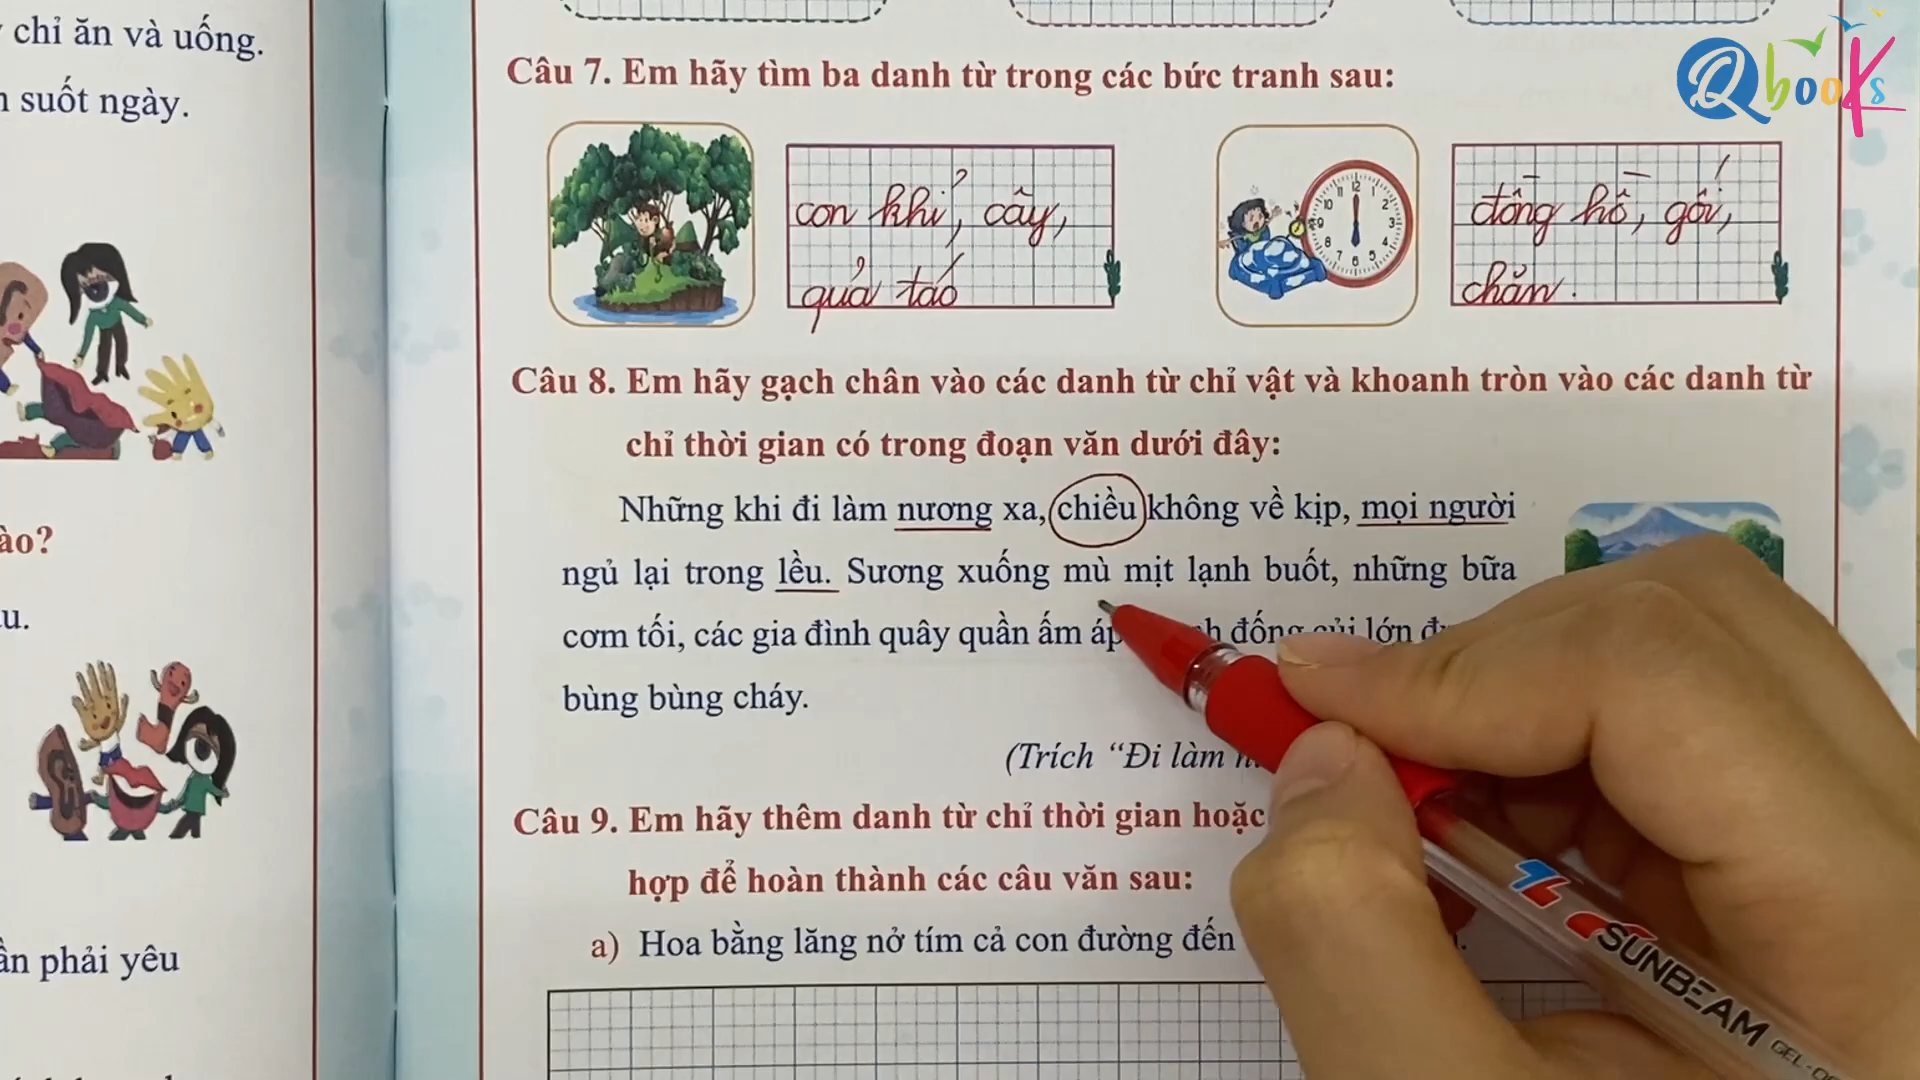 chỉ ăn và uống.
suốt ngày.
ào?
u.
phải yêu
Qbooks
Câu 7. Em hãy tìm ba danh từ trong các bức tranh sau:
con khỉ, cây,
quả táo
đồng hồ, gối,
chăn.
Câu 8. Em hãy gạch chân vào các danh từ chỉ vật và khoanh tròn vào các danh từ
chỉ thời gian có trong đoạn văn dưới đây:
Những khi đi làm nương xa, chiều không về kịp, mọi người
ngủ lại trong lều. Sương xuống mù mịt lạnh buốt, những bữa
cơm tối, các gia đình quây quần ấm áp đống củi lớn
bùng bùng cháy.
(Trích “Đi làm
Câu 9. Em hãy thêm danh từ chỉ thời gian hoặc
hợp để hoàn thành các câu văn sau:
a) Hoa bằng lăng nở tím cả con đường đến
SUNBEAM